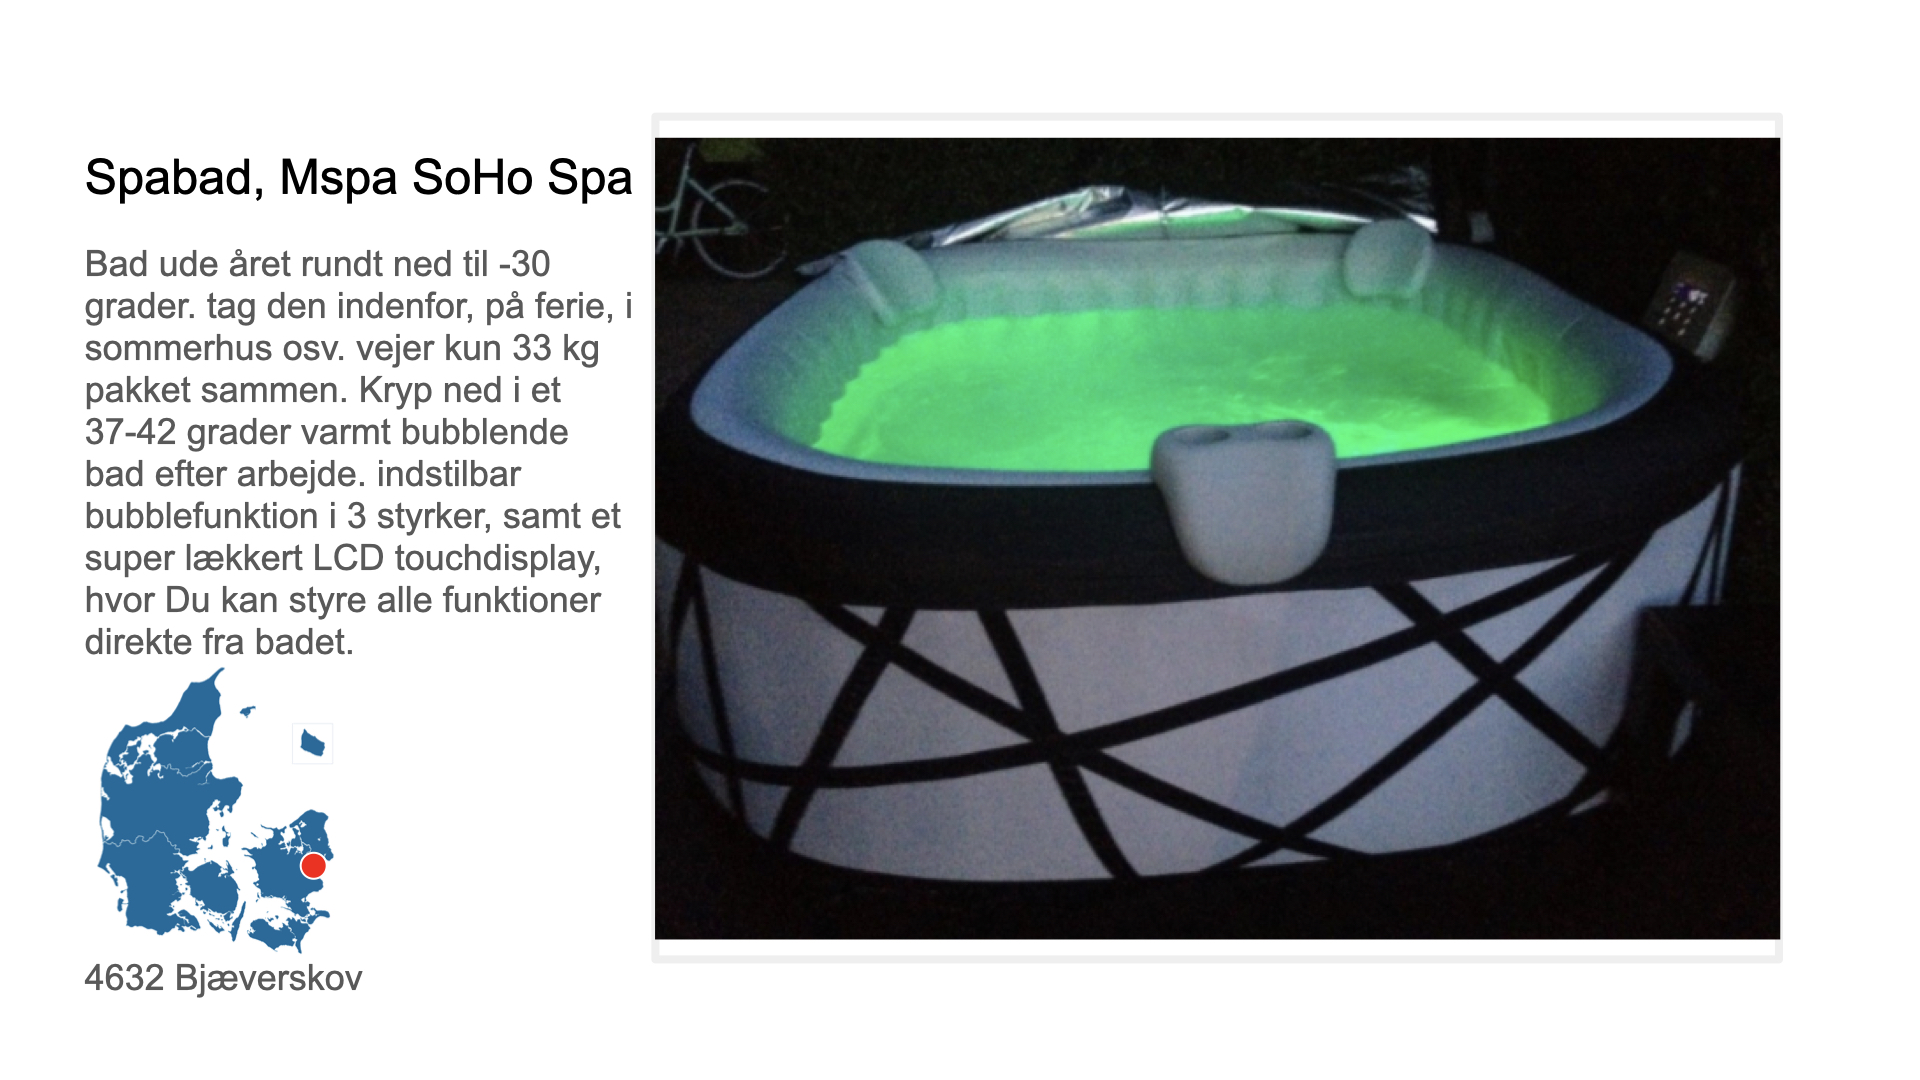 Spabad, Mspa SoHo Spa
Bad ude året rundt ned til -30
grader. tag den indenfor, på ferie, i
sommerhus osv. vejer kun 33 kg
pakket sammen. Kryp ned i et
37-42 grader varmt bubblende
bad efter arbejde. indstilbar
bubblefunktion i 3 styrker, samt et
super lækkert LCD touchdisplay,
hvor Du kan styre alle funktioner
direkte fra badet.
4632 Bjæverskov